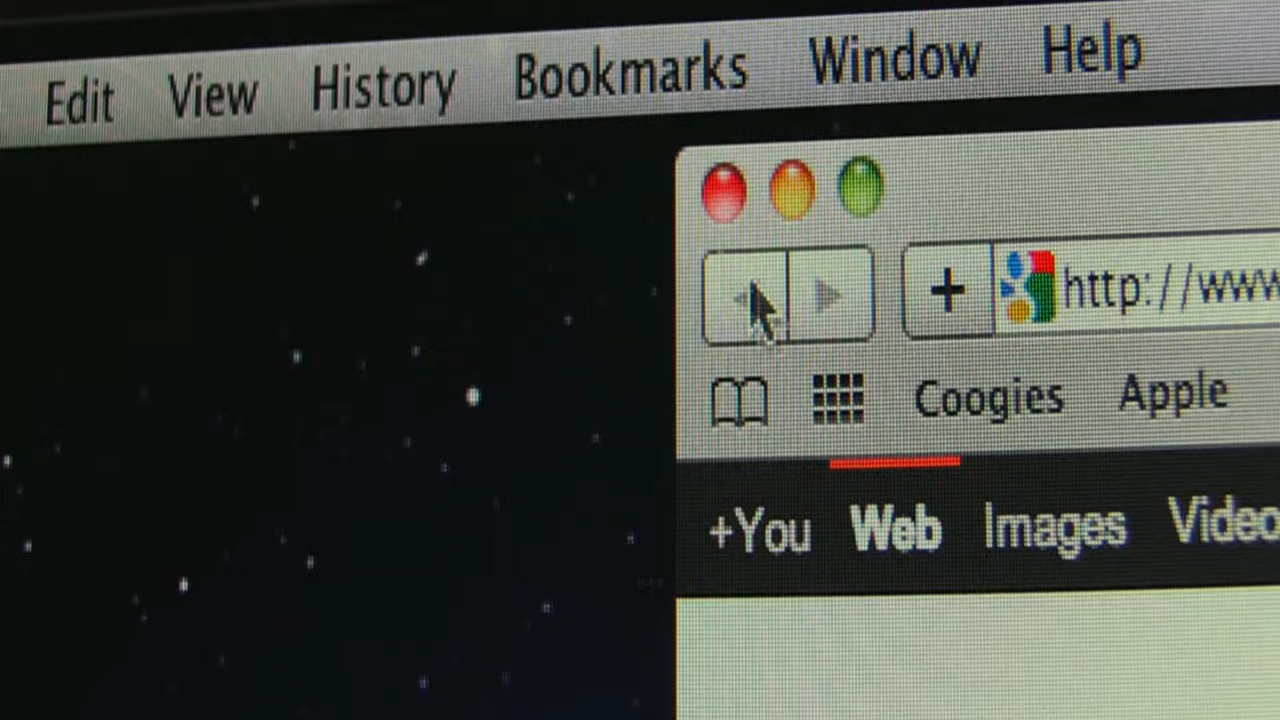 Edit View History Bookmarks Window Help
+ http://www
Coogies Apple
+You Web Images Video